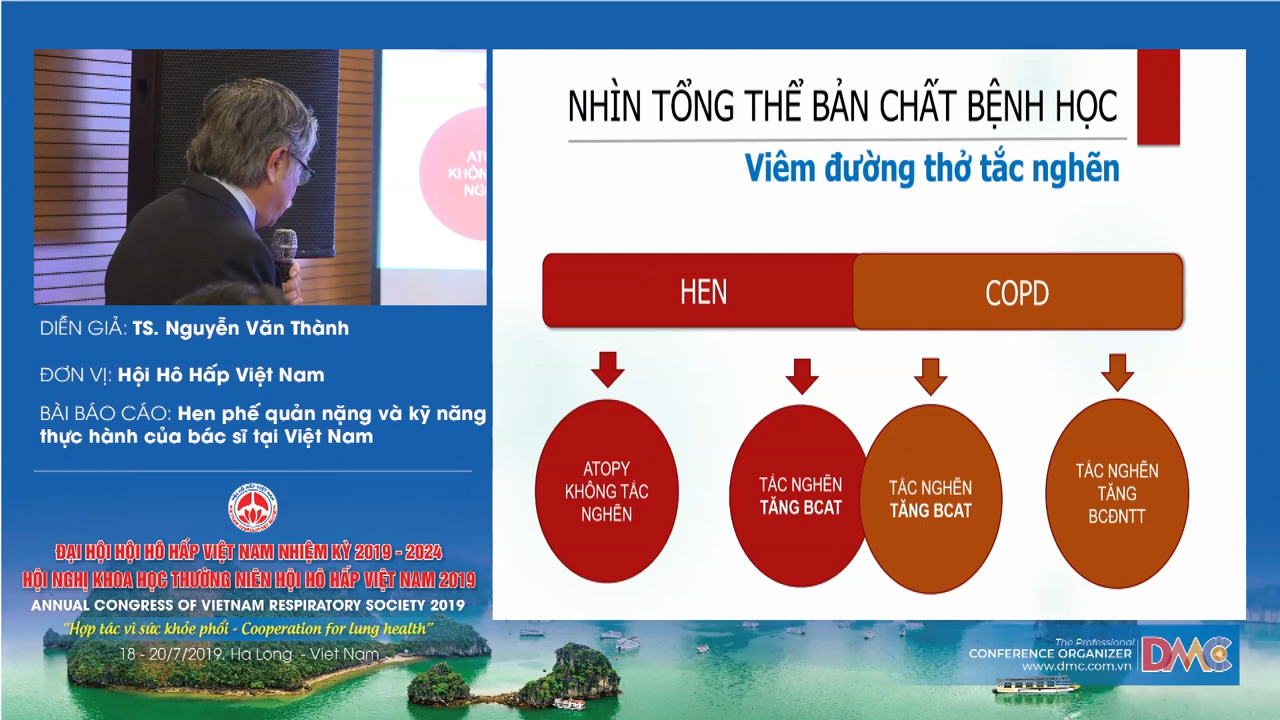 ATOPY
KHÔNG
DIỄN GIẢ: TS. Nguyễn Văn Thành
ĐƠN VỊ: Hội Hô Hấp Việt Nam
BÀI BÁO CÁO: Hen phế quản nặng và kỹ năng
thực hành của bác sĩ tại Việt Nam
ĐẠI HỘI HỘI HÔ HẤP VIỆT NAM NHIỆM KỲ 2019 - 2024
HỘI NGHỊ KHOA HỌC THƯỜNG NIÊN HỘI HÔ HẤP VIỆT NAM 2019
ANNUAL CONGRESS OF VIETNAM RESPIRATORY SOCIETY 2019
“Hợp tác vì sức khỏe phổi - Cooperation for lung health”
18 - 20/7/2019. Ha Long - Viet Nam
NHÌN TỔNG THỂ BẢN CHẤT BỆNH HỌC
Viêm đường thở tắc nghẽn
HEN
COPD
ATOPY
KHÔNG TẮC
NGHẼN
TẮC NGHẼN
TĂNG BCAT
TẮC NGHẼN
TĂNG BCAT
TẮC NGHẼN
TĂNG
BCĐNTT
The Professional
CONFERENCE ORGANIZER
www.dmc.com.vn
DMC